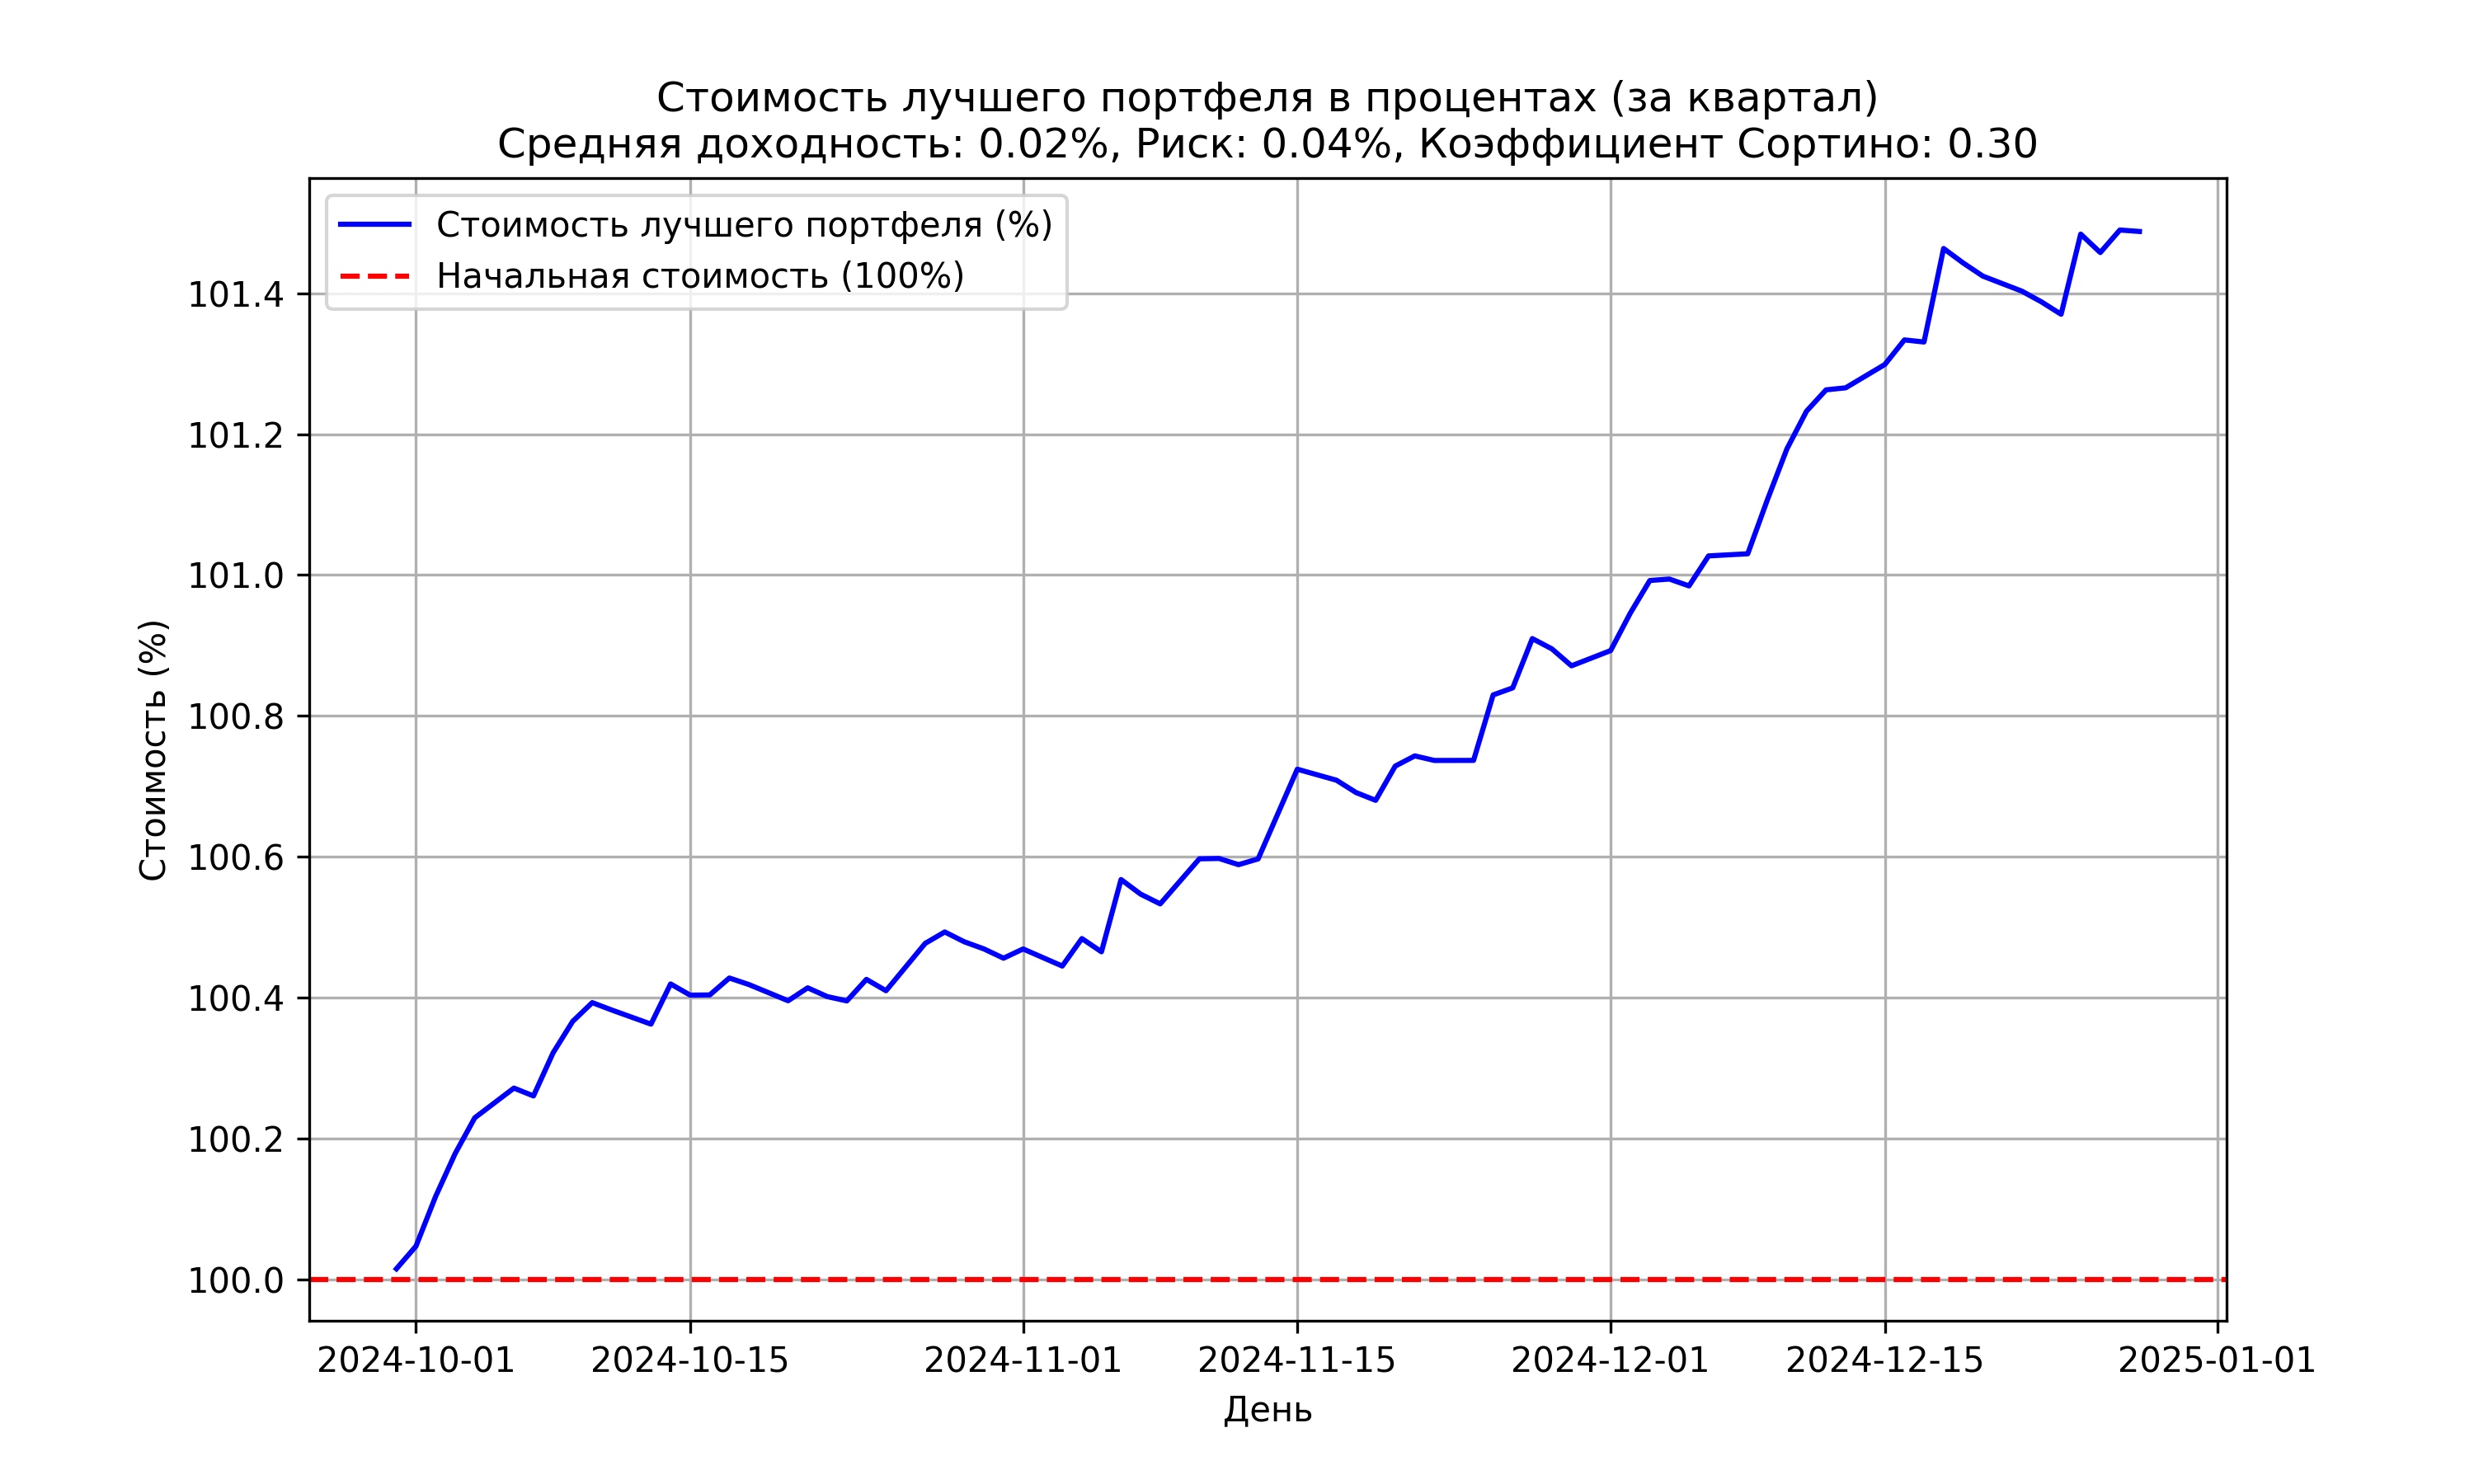 Стоимость лучшего портфеля в процентах (за квартал)
Средняя доходность: 0.02%, Риск: 0.04%, Коэффициент Сортино: 0.30
Стоимость лучшего портфеля (%)
Начальная стоимость (100%)
Стоимость (%)
101.4
101.2
101.0
100.8
100.6
100.4
100.2
100.0
2024-10-01 2024-10-15 2024-11-01 2024-11-15 2024-12-01 2024-12-15 2025-01-01
День